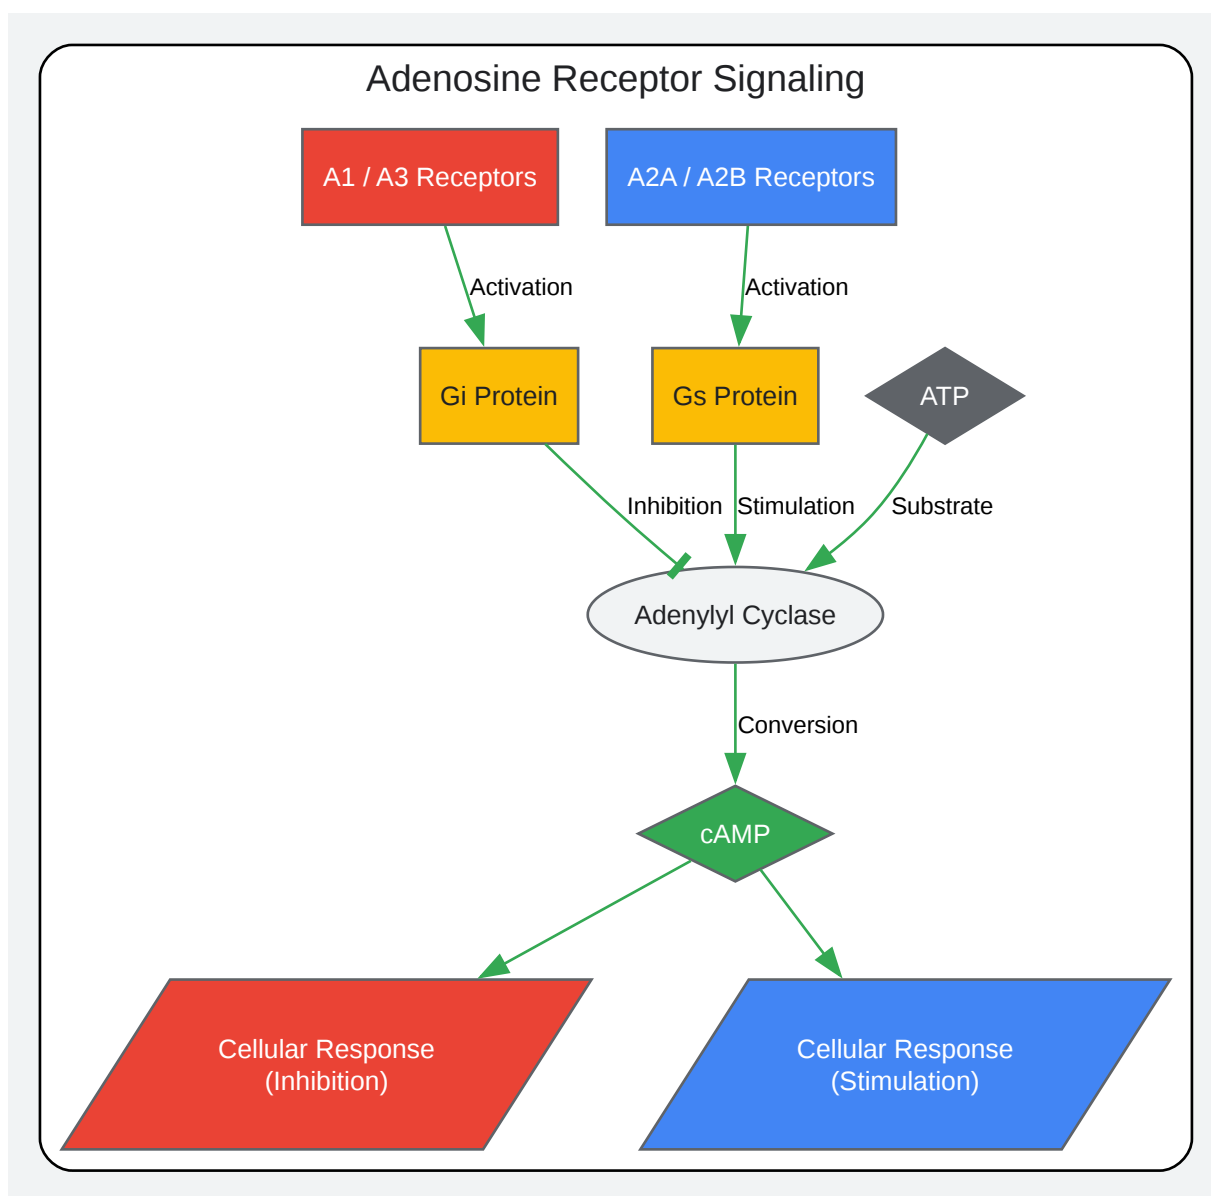 Adenosine Receptor Signaling
A1 / A3 Receptors
A2A / A2B Receptors
Activation
Activation
Gi Protein
Gs Protein
ATP
Inhibition
Stimulation
Substrate
Adenylyl Cyclase
Conversion
cAMP
Cellular Response
(Inhibition)
Cellular Response
(Stimulation)